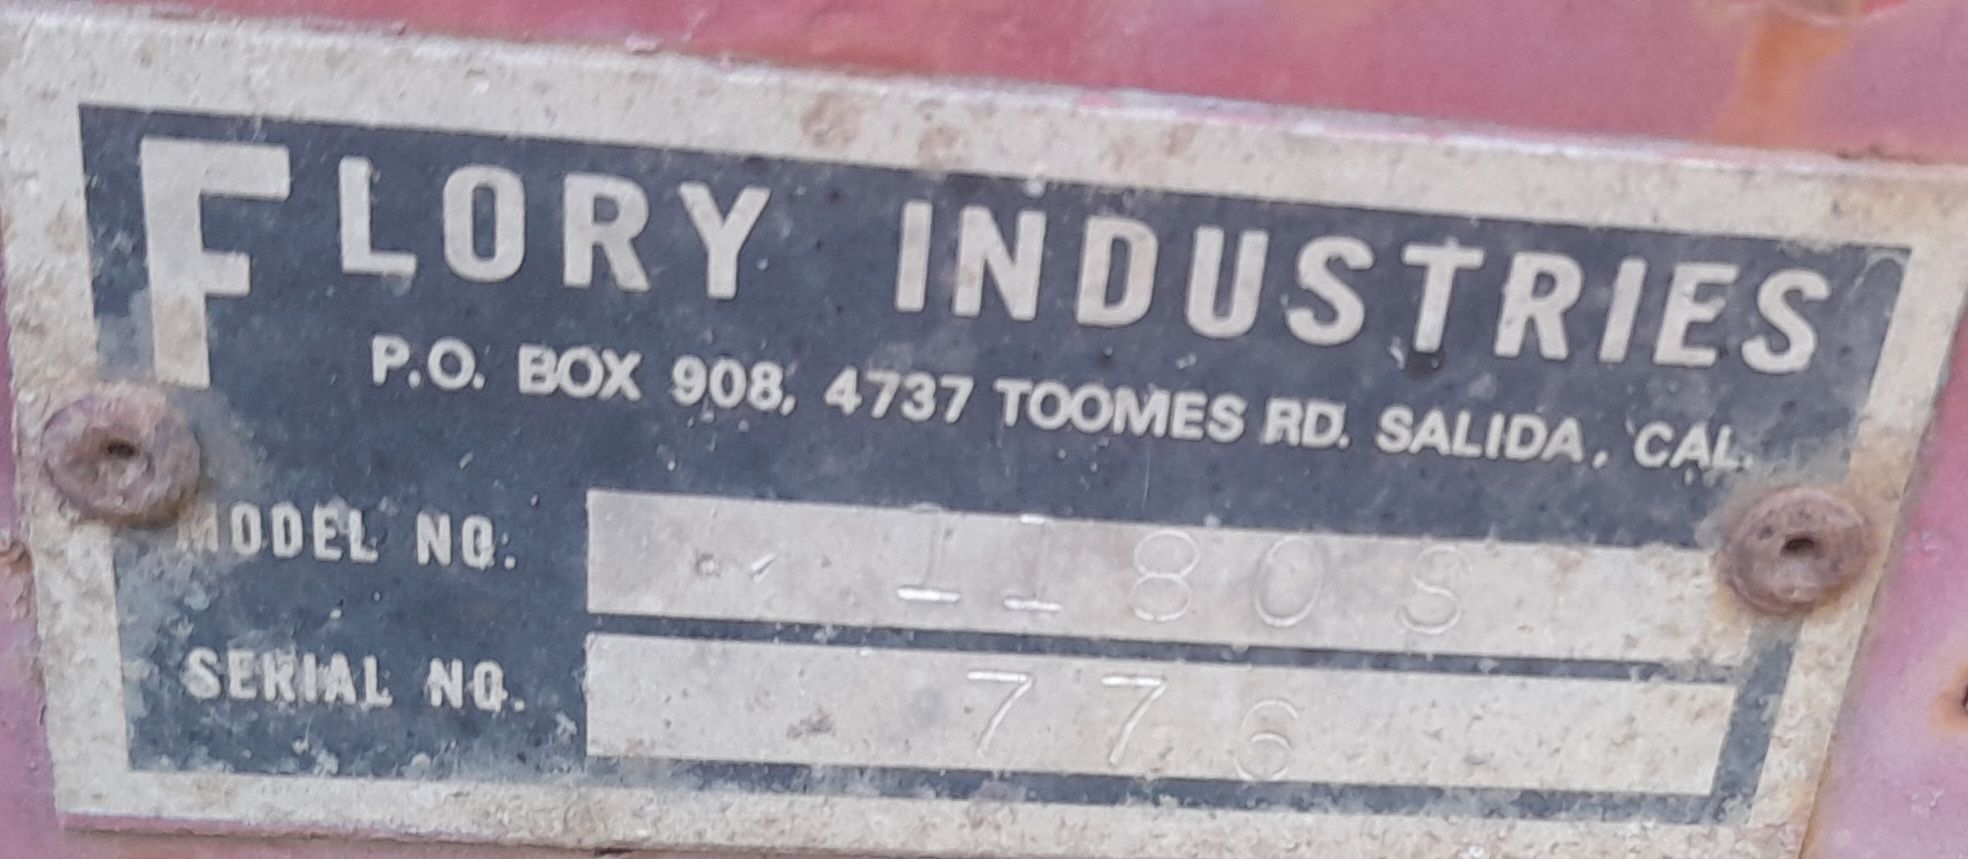 FLORY INDUSTRIES
P.O. BOX 908, 4737 TOOMES RD. SALIDA, CAL.
MODEL NO. 1180S
SERIAL NO. 776